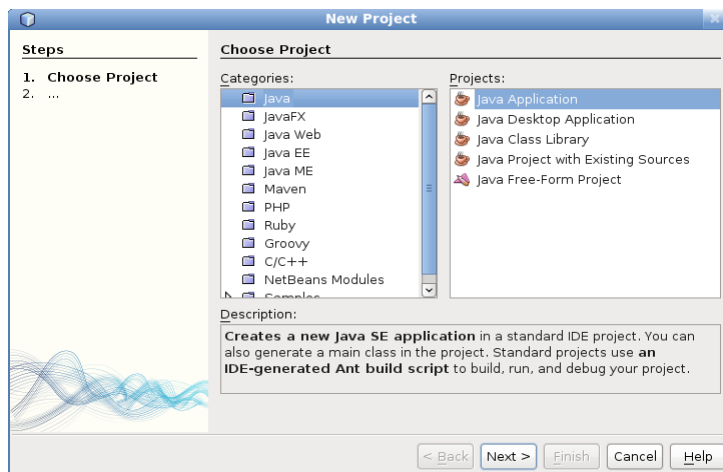 New Project
Steps
1. Choose Project
2. ...
Choose Project
Categories:
Java
JavaFX
Java Web
Java EE
Java ME
Maven
PHP
Ruby
Groovy
C/C++
NetBeans Modules
Samples
Projects:
Java Application
Java Desktop Application
Java Class Library
Java Project with Existing Sources
Java Free-Form Project
Description:
Creates a new Java SE application in a standard IDE project. You can
also generate a main class in the project. Standard projects use an
IDE-generated Ant build script to build, run, and debug your project.
< Back
Next >
Finish
Cancel
Help